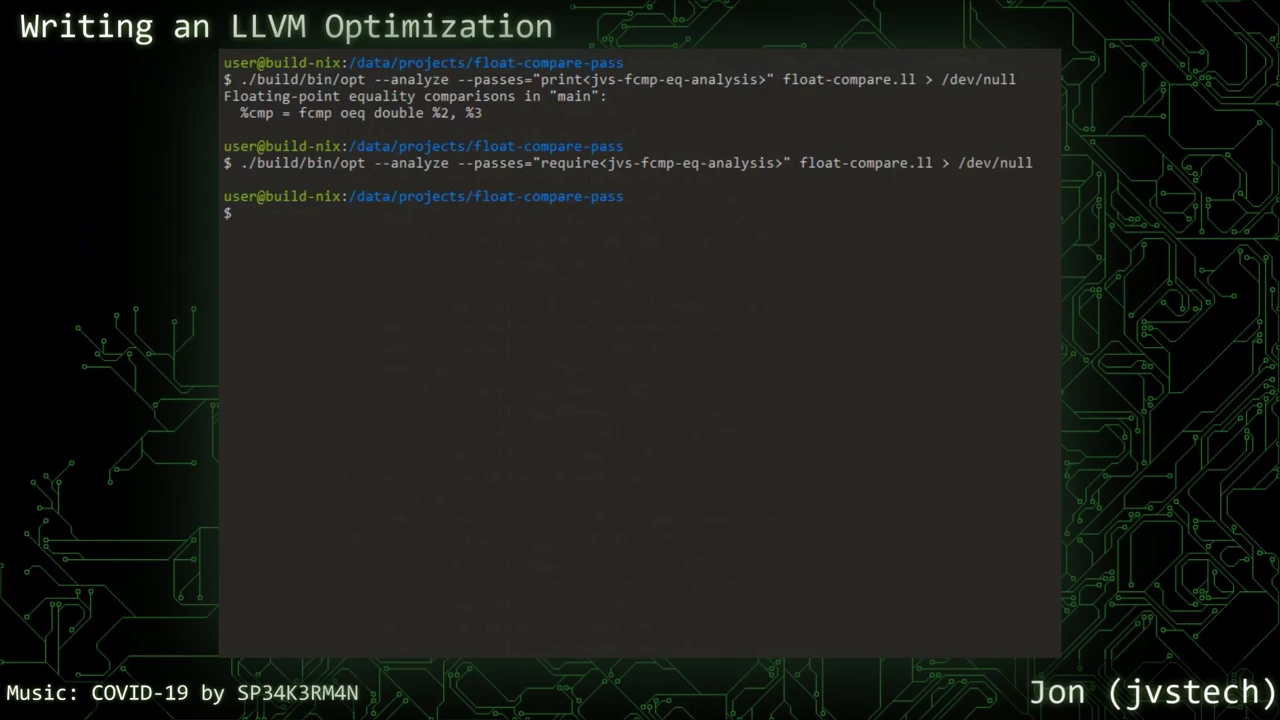 Writing an LLVM Optimization
user@build-nix:/data/projects/float-compare-pass
$ ./build/bin/opt --analyze --passes="print<jvs-fcmp-eq-analysis>" float-compare.ll > /dev/null
Floating-point equality comparisons in "main":
  %cmp = fcmp oeq double %2, %3
user@build-nix:/data/projects/float-compare-pass
$ ./build/bin/opt --analyze --passes="require<jvs-fcmp-eq-analysis>" float-compare.ll > /dev/null
user@build-nix:/data/projects/float-compare-pass
$
Music: COVID-19 by SP34K3RM4N
Jon (jvstech)